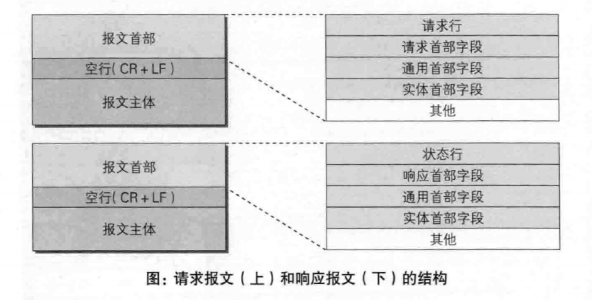 报文首部
空行(CR+LF)
报文主体
请求行
请求首部字段
通用首部字段
实体首部字段
其他
报文首部
空行(CR+LF)
报文主体
状态行
响应首部字段
通用首部字段
实体首部字段
其他
图：请求报文（上）和响应报文（下）的结构